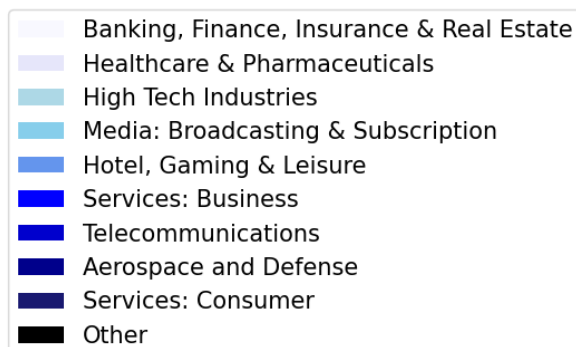 Banking, Finance, Insurance & Real Estate
Healthcare & Pharmaceuticals
High Tech Industries
Media: Broadcasting & Subscription
Hotel, Gaming & Leisure
Services: Business
Telecommunications
Aerospace and Defense
Services: Consumer
Other